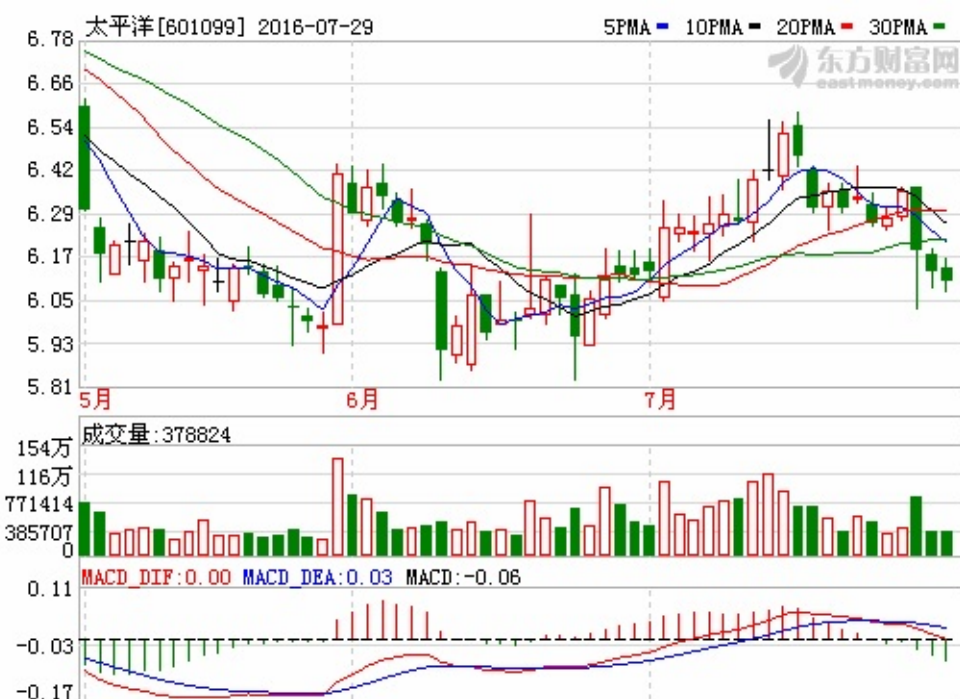 太平洋[601099] 2016-07-29 5PMA 10PMA 20PMA 30PMA
东方财富网
eastmoney.com
6.78
6.66
6.54
6.42
6.29
6.17
6.05
5.93
5.81
5月 6月 7月
成交量:378824
154万
116万
771414
385707
0
MACD_DIF:0.00 MACD_DEA:0.03 MACD:-0.06
0.11
-0.03
-0.17